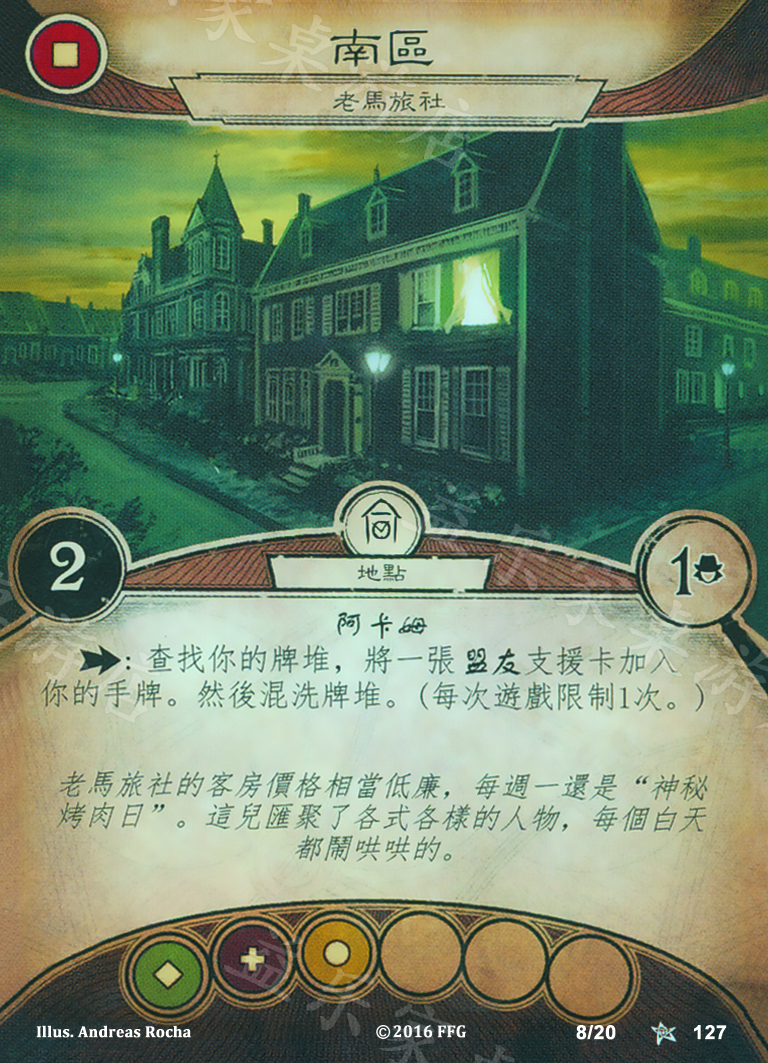 南區
老馬旅社
2
地點
1
阿卡姆
：查找你的牌堆，將一張盟友支援卡加入
你的手牌。然後混洗牌堆。(每次遊戲限制1次。)
老馬旅社的客房價格相當低廉，每週一還是“神秘
烤肉日”。這兒匯聚了各式各樣的人物，每個白天
都鬧哄哄的。
Illus. Andreas Rocha ©2016 FFG 8/20 127